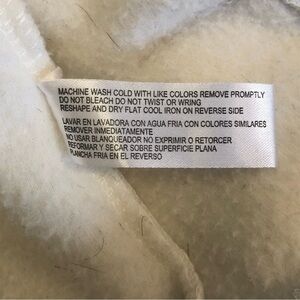 MACHINE WASH COLD WITH LIKE COLORS REMOVE PROMPTLY
DO NOT BLEACH DO NOT TWIST OR WRING
RESHAPE AND DRY FLAT COOL IRON ON REVERSE SIDE
LAVAR EN LAVADORA CON AGUA FRIA CON COLORES SIMILARES
REMOVER INMEDIATAMENTE
NO USAR BLANQUEADOR NO EXPRIMIR O RETORCER
REFORMAR Y SECAR SOBRE SUPERFICIE PLANA
PLANCHA FRIA EN EL REVERSO